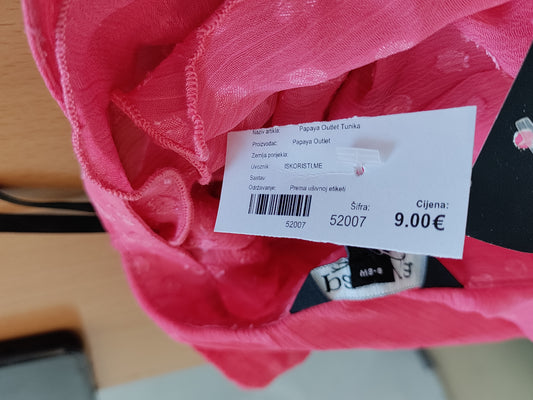 Naziv artikla: Papaya Outlet Tunika
Proizvođač: Papaya Outlet
Zemlja porijekla:
Uvoznik: ISKORISTI.ME
Sastav:
Održavanje: Prema ušivnoj etiketi
Šifra: Cijena:
52007 52007 9.00€